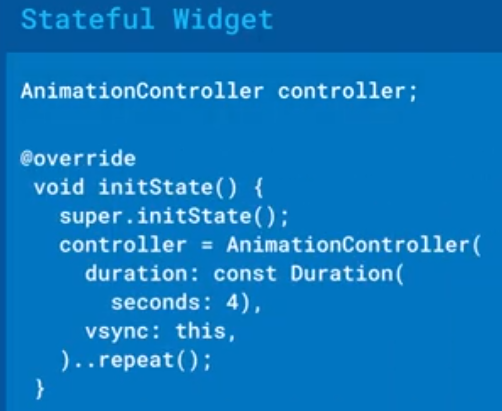 Stateful Widget
AnimationController controller;
@override
void initState() {
super.initState();
controller = AnimationController(
duration: const Duration(
seconds: 4),
vsync: this,
)..repeat();
}